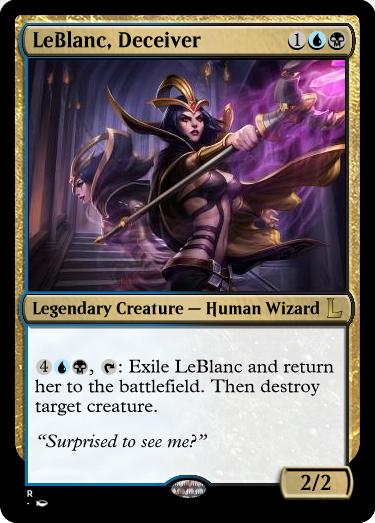 LeBlanc, Deceiver 1
Legendary Creature — Human Wizard L
4, : Exile LeBlanc and return
her to the battlefield. Then destroy
target creature.
“Surprised to see me?”
2/2
R